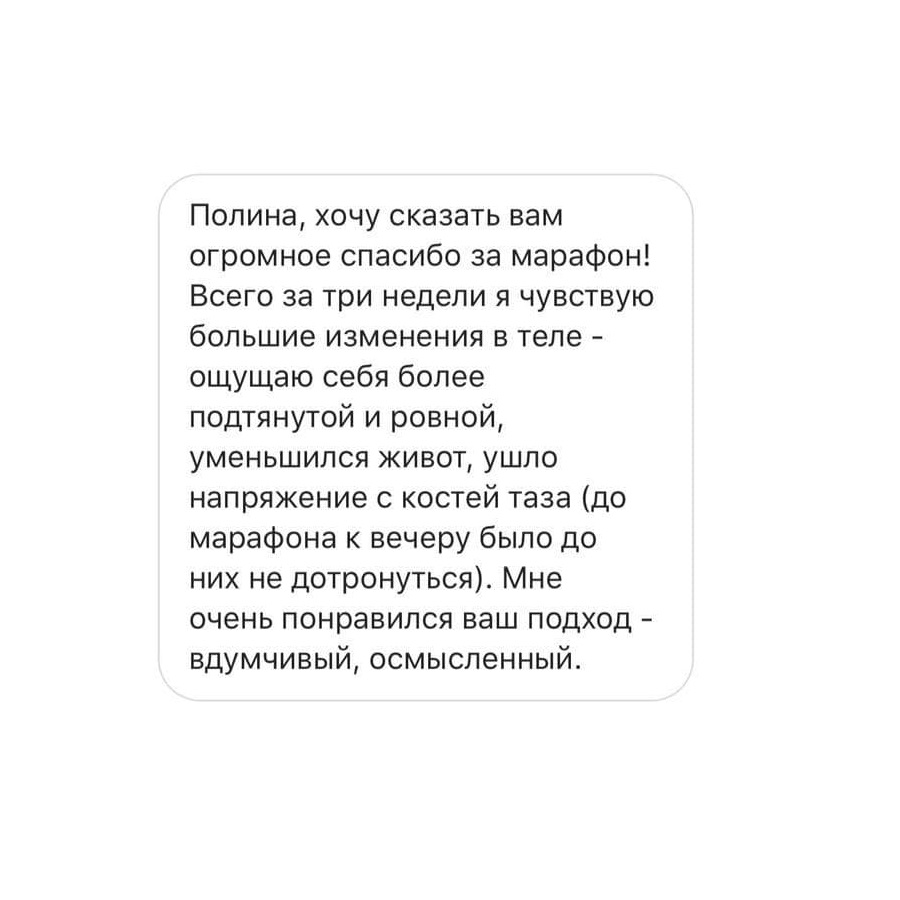 Полина, хочу сказать вам
огромное спасибо за марафон!
Всего за три недели я чувствую
большие изменения в теле -
ощущаю себя более
подтянутой и ровной,
уменьшился живот, ушло
напряжение с костей таза (до
марафона к вечеру было до
них не дотронуться). Мне
очень понравился ваш подход -
вдумчивый, осмысленный.